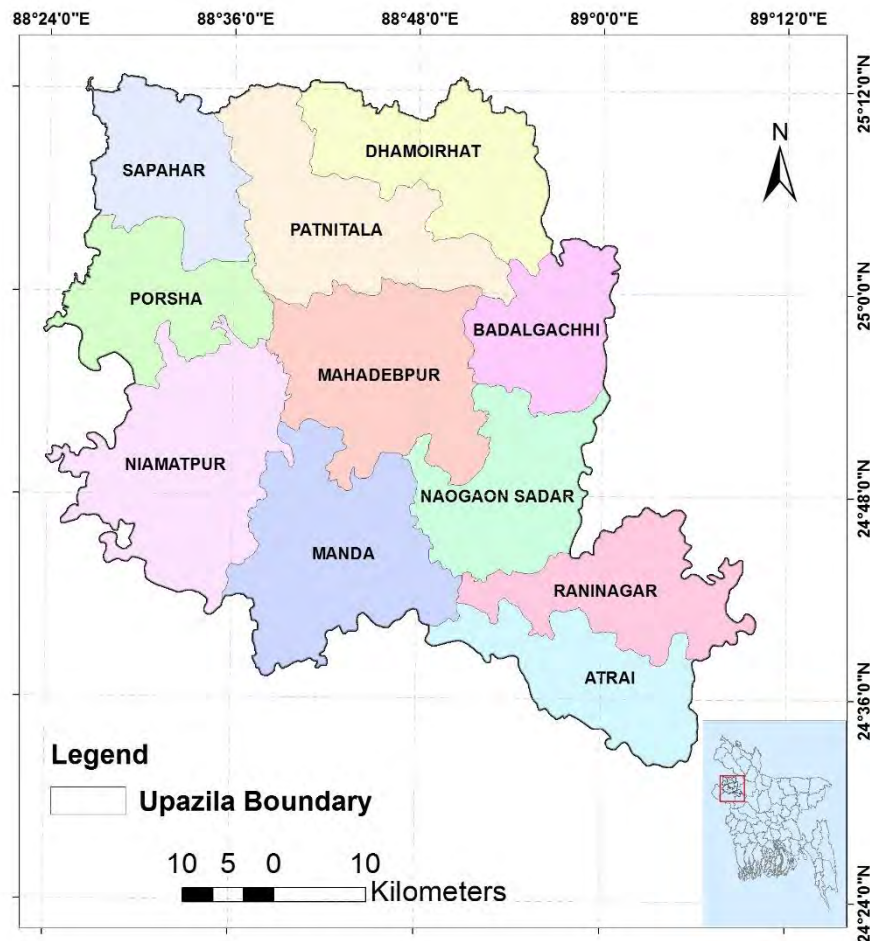 88°24'0"E 88°36'0"E 88°48'0"E 89°0'0"E 89°12'0"E
25°12'0"N
N
DHAMOIRHAT
SAPAHAR
PATNITALA
25°0'0"N
PORSHA
BADALGACHHI
MAHADEBPUR
NIAMATPUR
NAOGAON SADAR
24°48'0"N
MANDA
RANINAGAR
ATRAI
24°36'0"N
Legend
Upazila Boundary
10 5 0 10
Kilometers
24°24'0"N